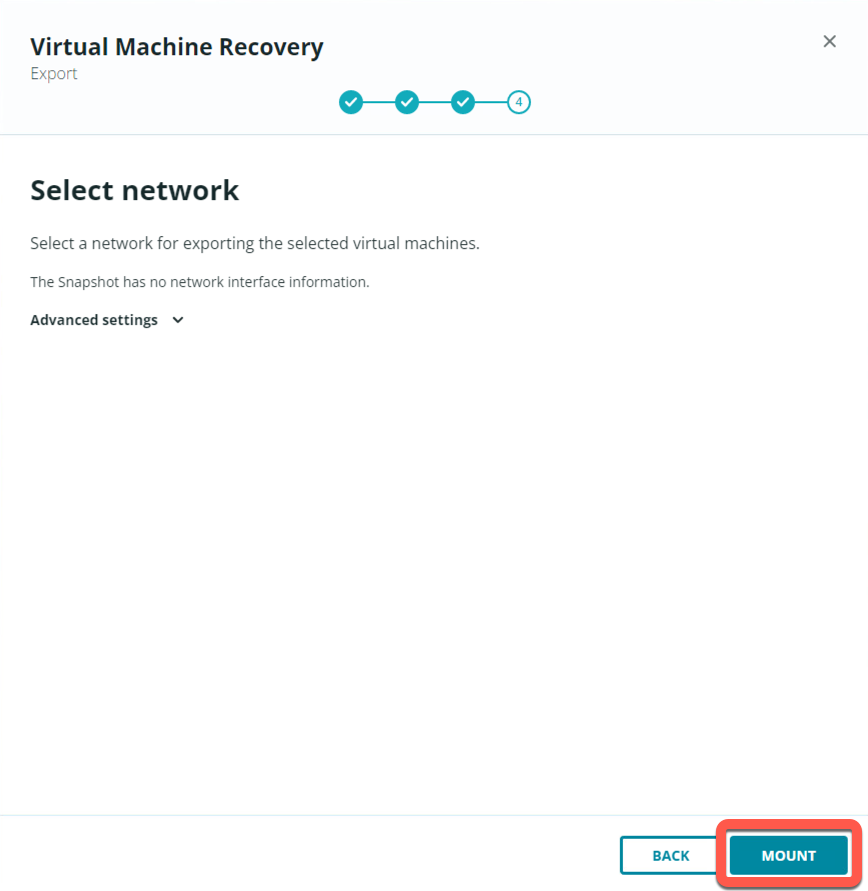 Virtual Machine Recovery
Export
4
Select network
Select a network for exporting the selected virtual machines.
The Snapshot has no network interface information.
Advanced settings
BACK
MOUNT